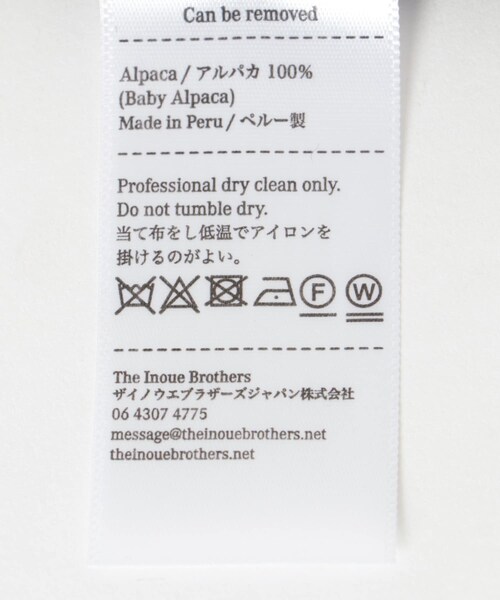 Can be removed
Alpaca / アルパカ 100%
(Baby Alpaca)
Made in Peru / ペルー製
Professional dry clean only.
Do not tumble dry.
当て布をし低温でアイロンを
掛けるのがよい。
F W
The Inoue Brothers
ザイノウエブラザーズジャパン株式会社
06 4307 4775
message@theinouebrothers.net
theinouebrothers.net